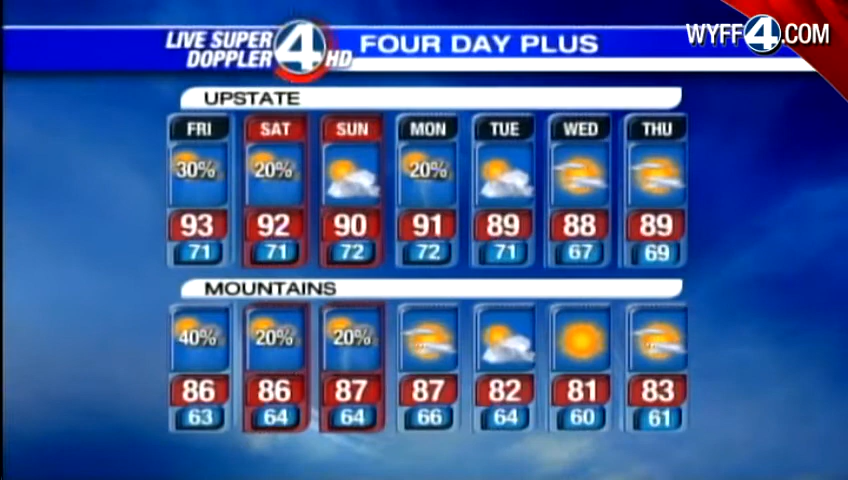 LIVE SUPER DOPPLER 4 HD
FOUR DAY PLUS
WYFF4.COM
UPSTATE
FRI SAT SUN MON TUE WED THU
30% 20% 20%
93 92 90 91 89 88 89
71 71 72 72 71 67 69
MOUNTAINS
40% 20% 20%
86 86 87 87 82 81 83
63 64 64 66 64 60 61